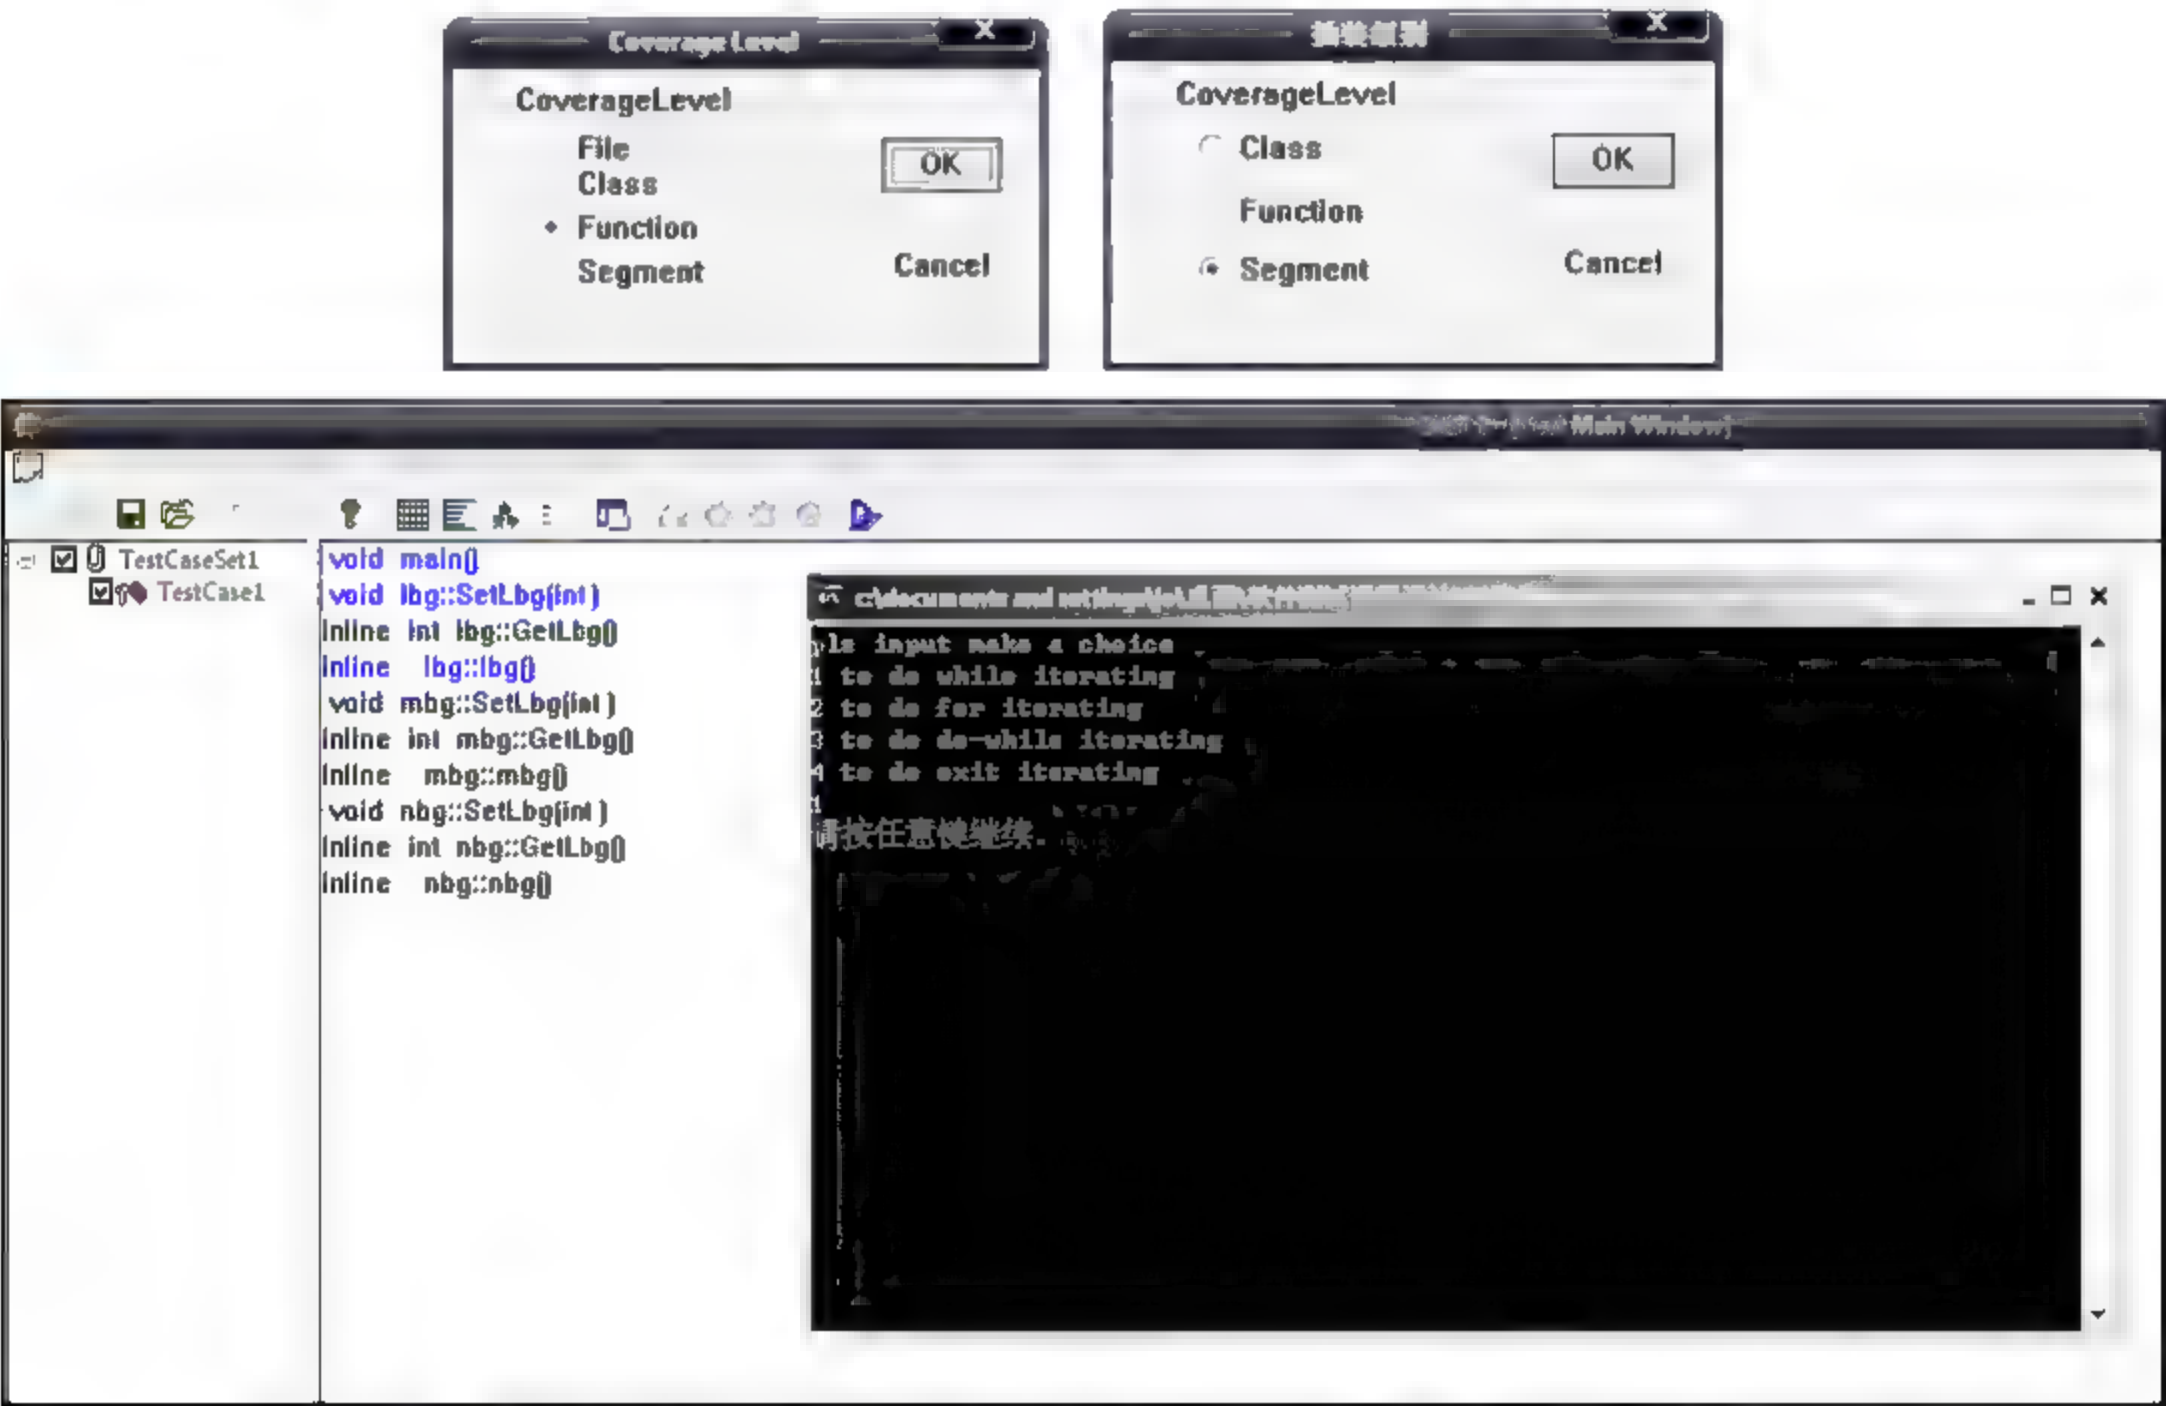 Coverage Level
CoverageLevel
File
Class
Function
Segment
OK
Cancel
CoverageLevel
Class
Function
Segment
OK
Cancel
Main Window]
TestCaseSet1
TestCase1
void main()
void lbg::SetLbg(int)
Inline int lbg::GetLbg()
Inline lbg::lbg()
void mbg::SetLbg(int)
Inline int mbg::GetLbg()
Inline mbg::mbg()
void nbg::SetLbg(int)
Inline int nbg::GetLbg()
Inline nbg::nbg()
c:\documents and settings
pls input make a choice
1 to do while iterating
2 to do for iterating
3 to do do-while iterating
4 to do exit iterating
1
请按任意键继续.